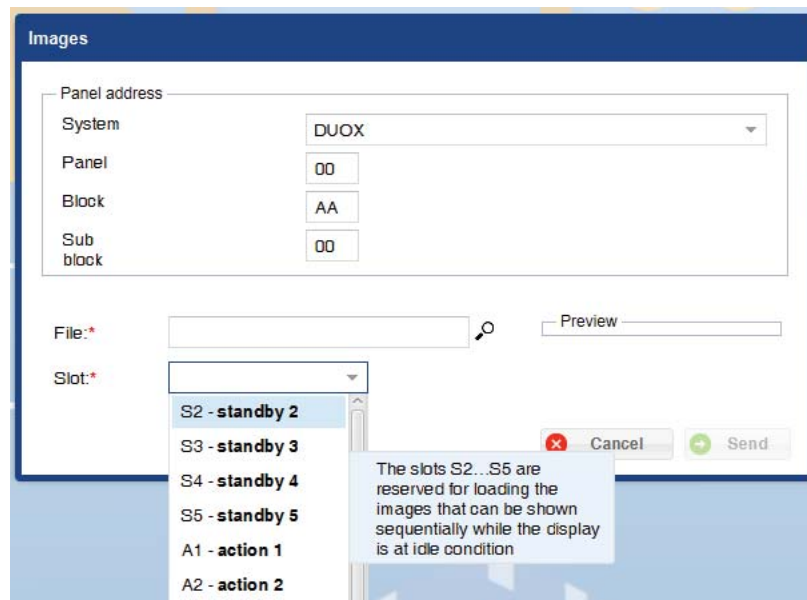 Images
Panel address
System
DUOX
Panel
00
Block
AA
Sub
block
00
File:*
Preview
Slot:*
S2 - standby 2
S3 - standby 3
S4 - standby 4
S5 - standby 5
A1 - action 1
A2 - action 2
Cancel
Send
The slots S2...S5 are
reserved for loading the
images that can be shown
sequentially while the display
is at idle condition